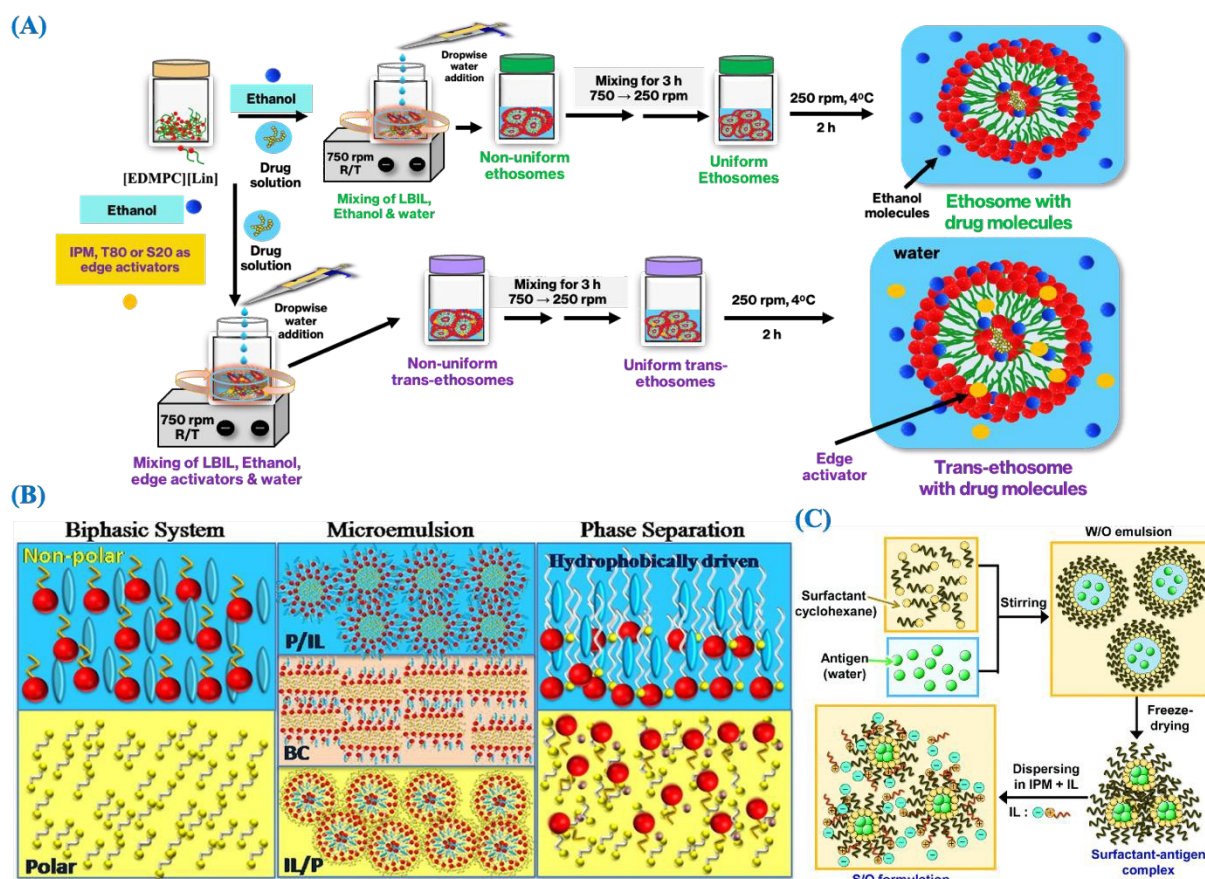 (A)
Ethanol
Drug
solution
[EDMPC][Lin]
Ethanol
IPM, T80 or S20 as
edge activators
Drug
solution
Dropwise
water
addition
750 rpm
R/T
Mixing of LBIL,
Ethanol & water
Non-uniform
ethosomes
Mixing for 3 h
750 → 250 rpm
Uniform
Ethosomes
250 rpm, 4ºC
2 h
Ethanol
molecules
Ethosome with
drug molecules
Dropwise
water
addition
750 rpm
R/T
Mixing of LBIL, Ethanol,
edge activators & water
Non-uniform
trans-ethosomes
Mixing for 3 h
750 → 250 rpm
Uniform trans-
ethosomes
250 rpm, 4ºC
2 h
water
Edge
activator
Trans-ethosome
with drug molecules
(B)
Biphasic System
Microemulsion
Phase Separation
Non-polar
Polar
P/IL
BC
IL/P
Hydrophobically driven
(C)
Surfactant
cyclohexane)
Antigen
(water)
Stirring
W/O emulsion
Freeze-
drying
Surfactant-antigen
complex
Dispersing
in IPM + IL
IL :
S/O formulation